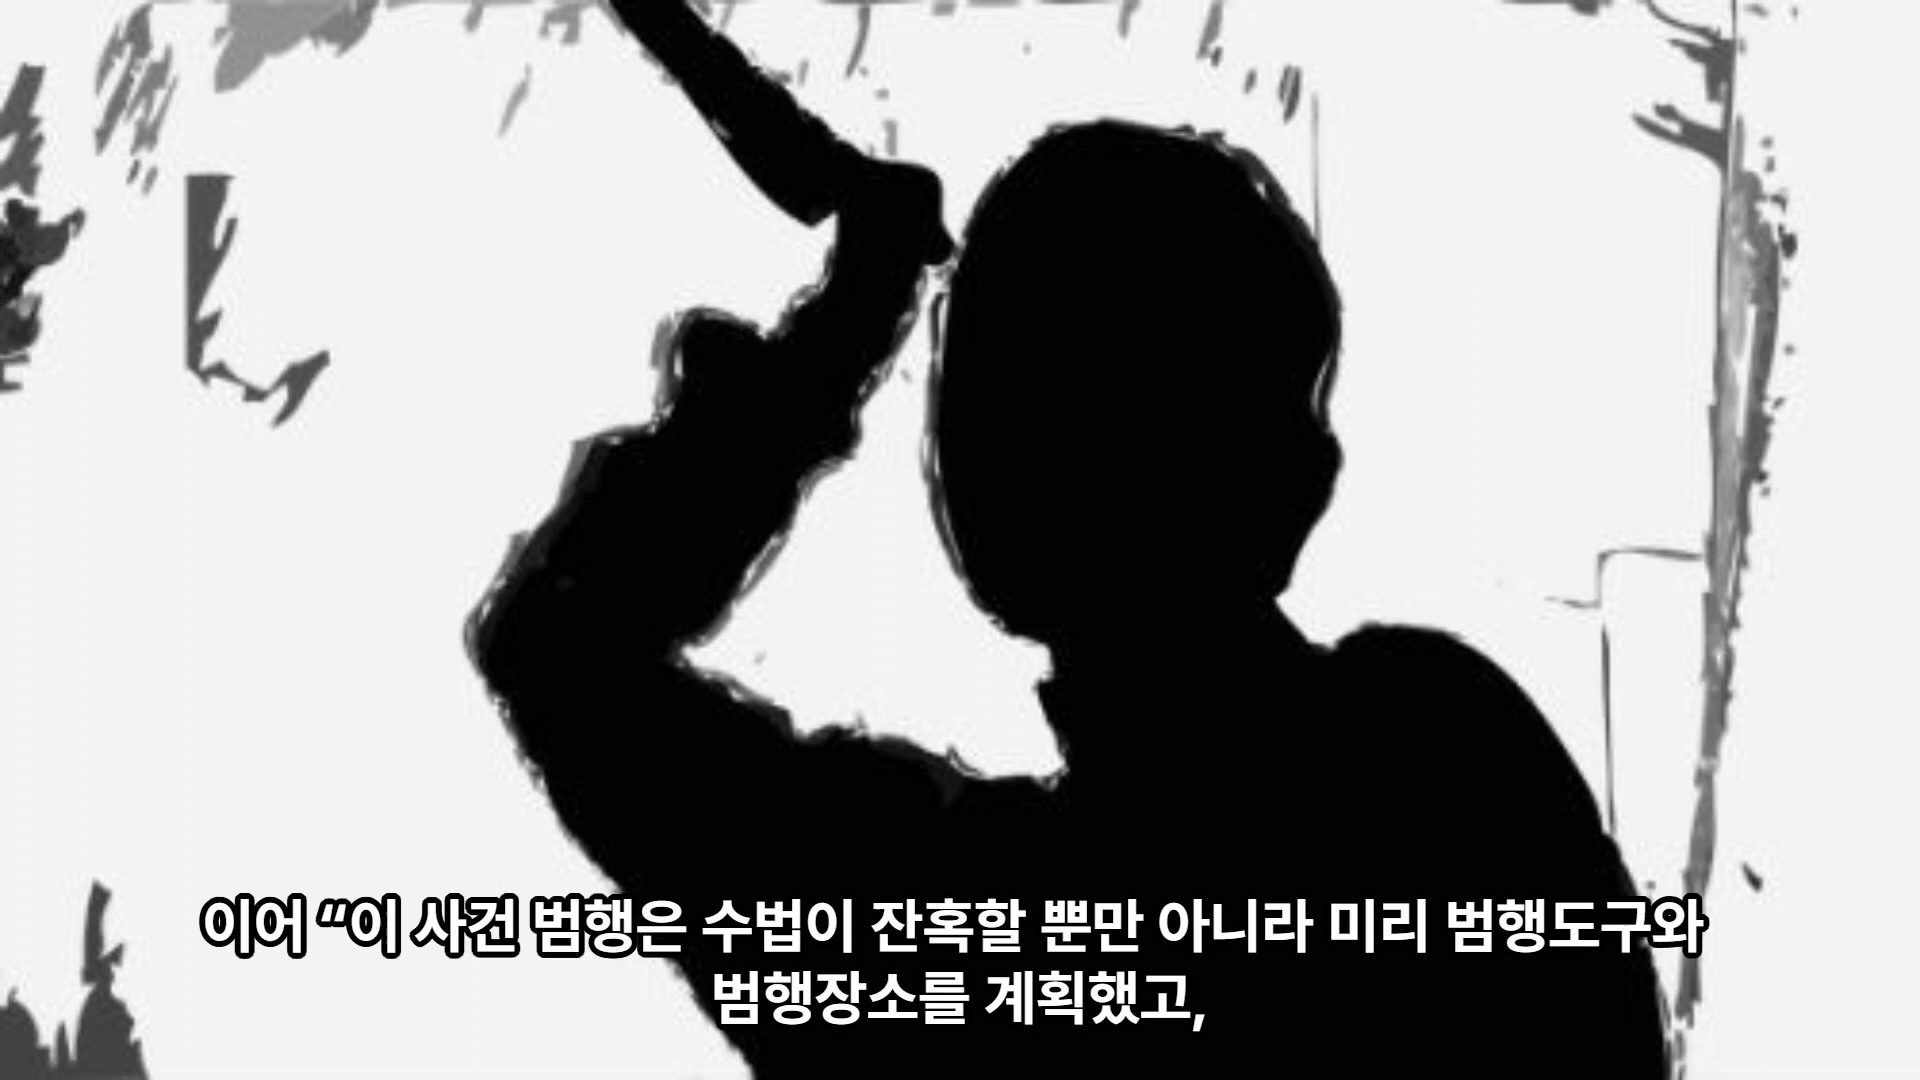 이어 “이 사건 범행은 수법이 잔혹할 뿐만 아니라 미리 범행도구와
범행장소를 계획했고,